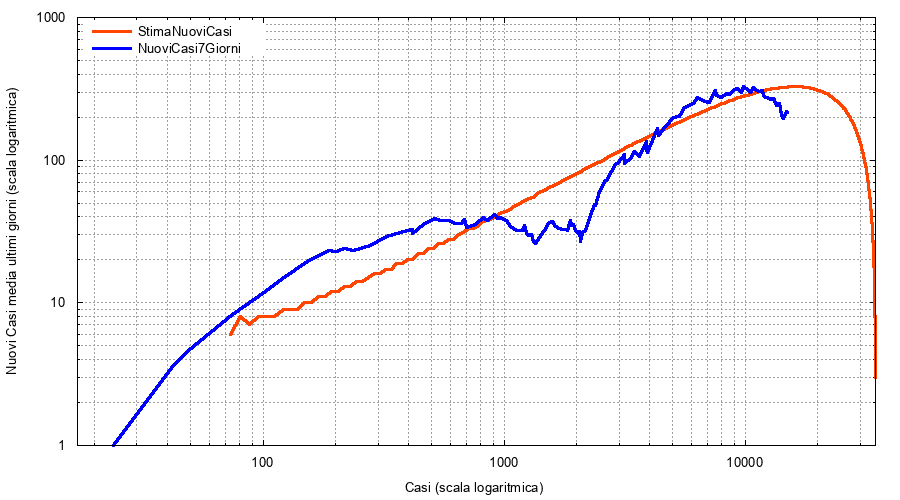 1000
StimaNuoviCasi
NuoviCasi7Giorni
100
10
1
100
1000
10000
Nuovi Casi media ultimi giorni (scala logaritmica)
Casi (scala logaritmica)